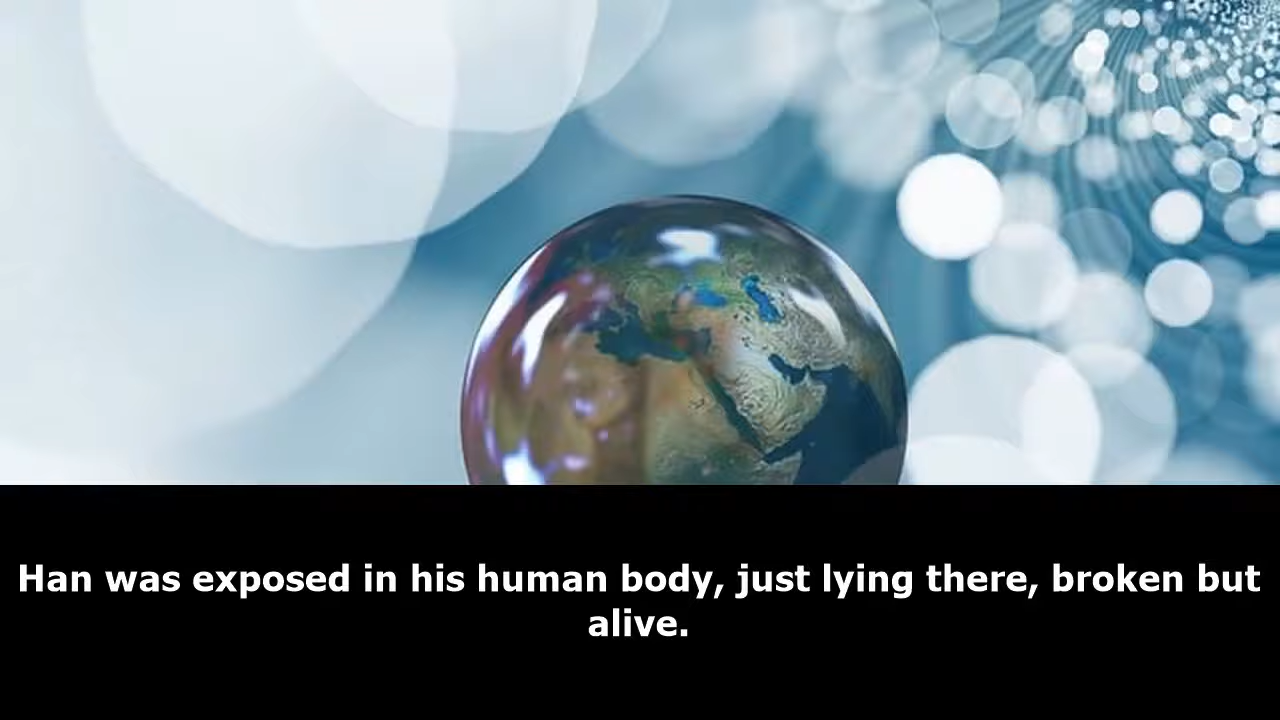 Han was exposed in his human body, just lying there, broken but
alive.